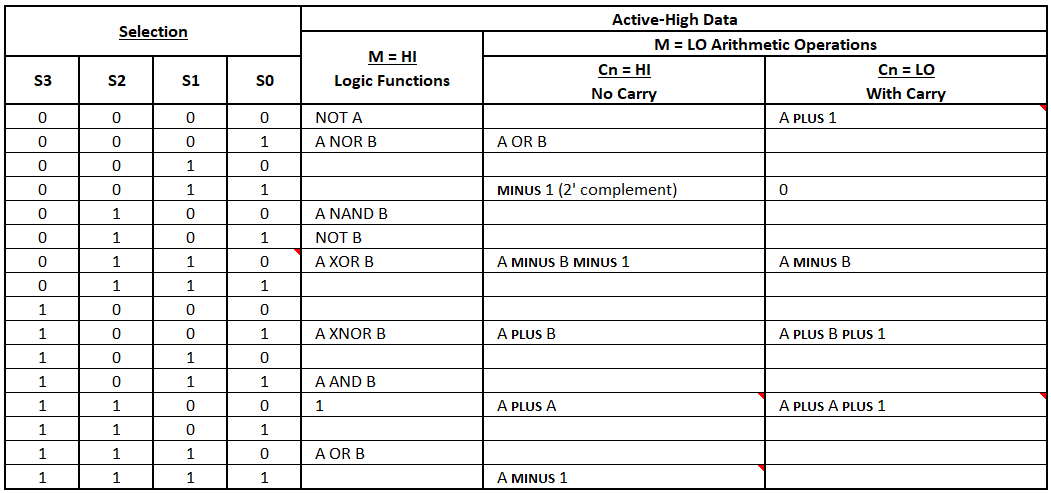 Selection
Active-High Data
M = HI
Logic Functions
M = LO Arithmetic Operations
S3 S2 S1 S0
Cn = HI
No Carry
Cn = LO
With Carry
0 0 0 0 NOT A A PLUS 1
0 0 0 1 A NOR B A OR B
0 0 1 0
0 0 1 1 MINUS 1 (2' complement) 0
0 1 0 0 A NAND B
0 1 0 1 NOT B
0 1 1 0 A XOR B A MINUS B MINUS 1 A MINUS B
0 1 1 1
1 0 0 0
1 0 0 1 A XNOR B A PLUS B A PLUS B PLUS 1
1 0 1 0
1 0 1 1 A AND B
1 1 0 0 1 A PLUS A A PLUS A PLUS 1
1 1 0 1
1 1 1 0 A OR B
1 1 1 1 A MINUS 1